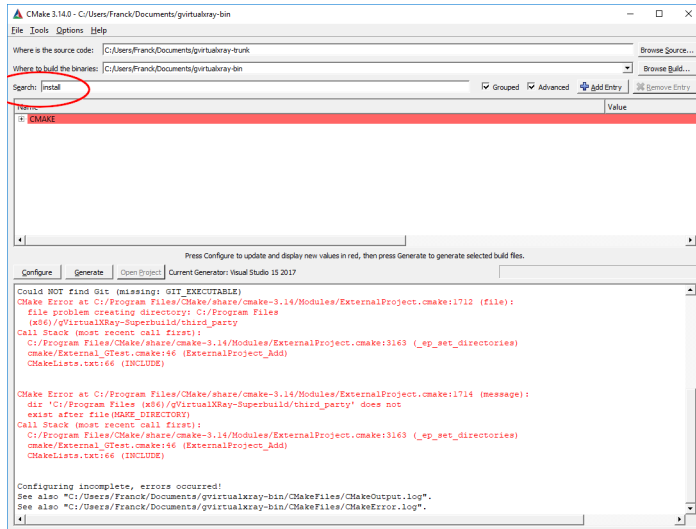 CMake 3.14.0 - C:/Users/Franck/Documents/gvirtualxray-bin
File Tools Options Help
Where is the source code: C:/Users/Franck/Documents/gvirtualxray-trunk Browse Source...
Where to build the binaries: C:/Users/Franck/Documents/gvirtualxray-bin Browse Build...
Search: install Grouped Advanced Add Entry Remove Entry
Name Value
CMAKE
Press Configure to update and display new values in red, then press Generate to generate selected build files.
Configure Generate Open Project Current Generator: Visual Studio 15 2017
Could NOT find Git (missing: GIT_EXECUTABLE)
CMake Error at C:/Program Files/CMake/share/cmake-3.14/Modules/ExternalProject.cmake:1712 (file):
file problem creating directory: C:/Program Files
(x86)/gVirtualXRay-Superbuild/third_party
Call Stack (most recent call first):
C:/Program Files/CMake/share/cmake-3.14/Modules/ExternalProject.cmake:3163 (_ep_set_directories)
cmake/External_GTest.cmake:46 (ExternalProject_Add)
CMakeLists.txt:66 (INCLUDE)
CMake Error at C:/Program Files/CMake/share/cmake-3.14/Modules/ExternalProject.cmake:1714 (message):
dir 'C:/Program Files (x86)/gVirtualXRay-Superbuild/third_party' does not
exist after file(MAKE_DIRECTORY)
Call Stack (most recent call first):
C:/Program Files/CMake/share/cmake-3.14/Modules/ExternalProject.cmake:3163 (_ep_set_directories)
cmake/External_GTest.cmake:46 (ExternalProject_Add)
CMakeLists.txt:66 (INCLUDE)
Configuring incomplete, errors occurred!
See also "C:/Users/Franck/Documents/gvirtualxray-bin/CMakeFiles/CMakeOutput.log".
See also "C:/Users/Franck/Documents/gvirtualxray-bin/CMakeFiles/CMakeError.log".